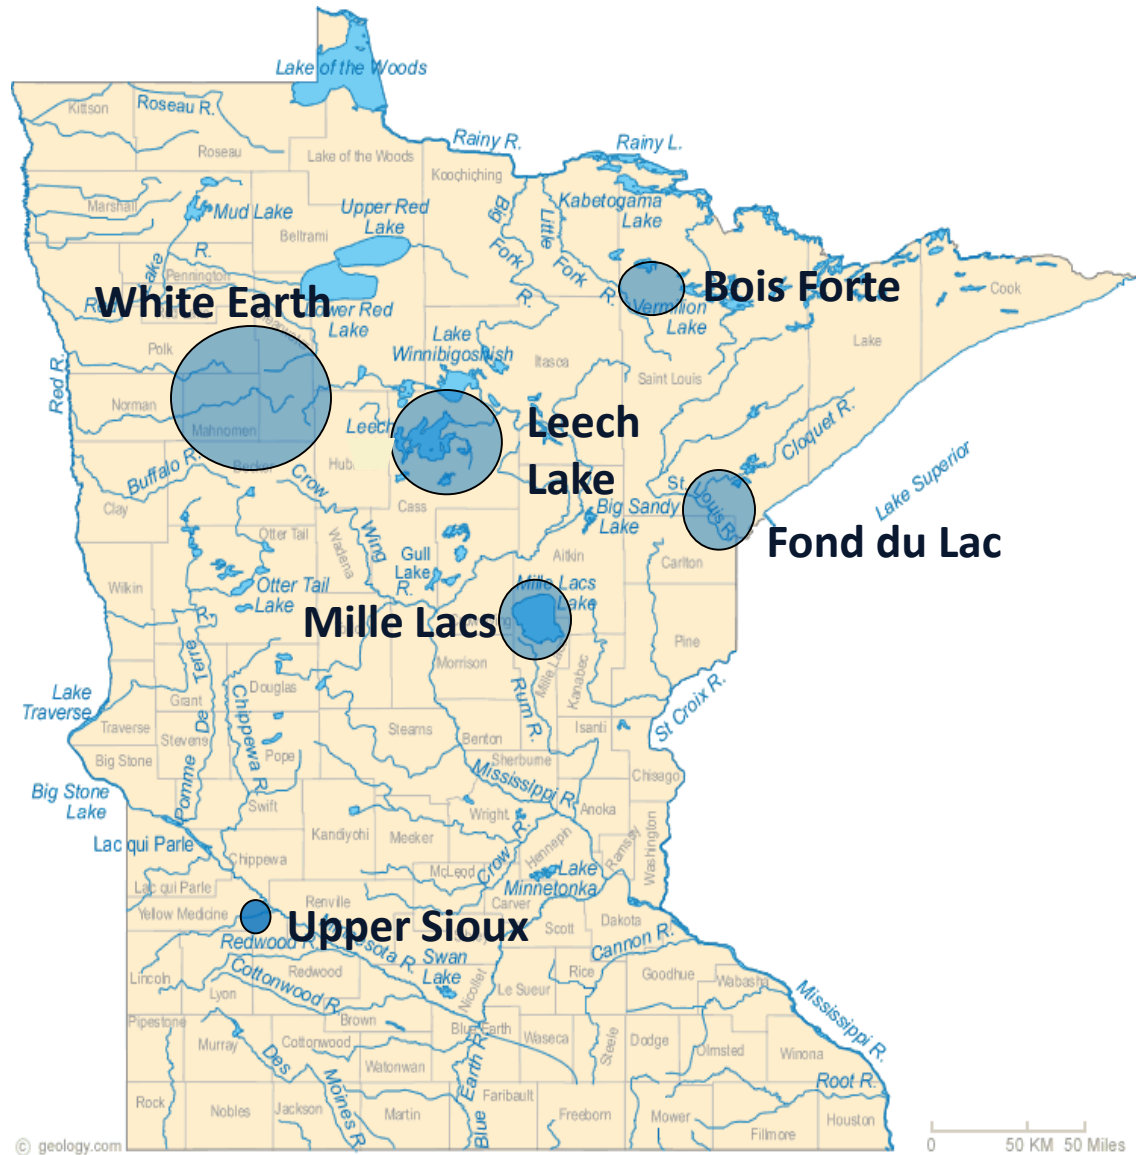 Lake of the Woods
Kittson
Roseau R.
Roseau
Lake of the Woods
Rainy R.
Rainy L.
Koochiching
Marshall
Mud Lake
Upper Red
Lake
Beltrami
Big
Fork
R.
Little
Fork
R.
Kabetogama
Lake
R.
Lake
Pennington
White Earth
Lower Red
Lake
Bois Forte
Vermilion
Lake
Cook
Lake
Polk
Lake
Winnibigoshish
Itasca
Saint Louis
Red R.
Norman
Mahnomen
Leech
Leech
Lake
Cloquet R.
Buffalo R.
Becker
Hub
Crow
Wing
R.
Cass
St. Louis R.
Big Sandy
Lake
Lake Superior
Clay
Otter Tail
Wadena
Gull
Lake
Aitkin
Fond du Lac
Carlton
Wilkin
Otter Tail
Lake
Mille Lacs
Lake
Mille Lacs
Pine
Morrison
Mille Lac
Kanabec
Pomme
De
Terre
R.
Douglas
Lake
Traverse
Grant
Chippewa R.
Traverse
Stevens
Stearns
Rum R.
Benton
Isanti
St Croix R.
Big Stone
Pope
Sherburne
Chisago
Big Stone
Lake
Swift
Mississippi R.
Wright
Anoka
Kandiyohi
Meeker
Crow
R.
Hennepin
Ramsey
Washington
Lac qui Parle
Chippewa
McLeod
Lake
Minnetonka
Lac qui Parle
Renville
Carver
Yellow Medicine
Upper Sioux
Scott
Dakota
Redwood R.
Minnesota R.
Swan
Lake
Cannon R.
Lincoln
Cottonwood R.
Redwood
Lyon
Nicollet
Le Sueur
Rice
Goodhue
Wabasha
Mississippi R.
Pipestone
Murray
Brown
Cottonwood
Blue Earth
Waseca
Steele
Dodge
Olmsted
Winona
Des
Moines R.
Watonwan
Blue
Earth R.
Faribault
Root R.
Rock
Nobles
Jackson
Martin
Freeborn
Mower
Fillmore
Houston
© geology.com
0 50 KM 50 Miles